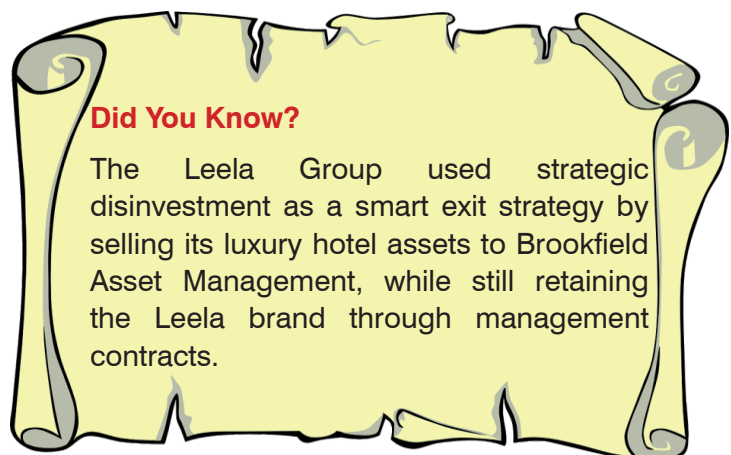 Did You Know?
The Leela Group used strategic
disinvestment as a smart exit strategy by
selling its luxury hotel assets to Brookfield
Asset Management, while still retaining
the Leela brand through management
contracts.